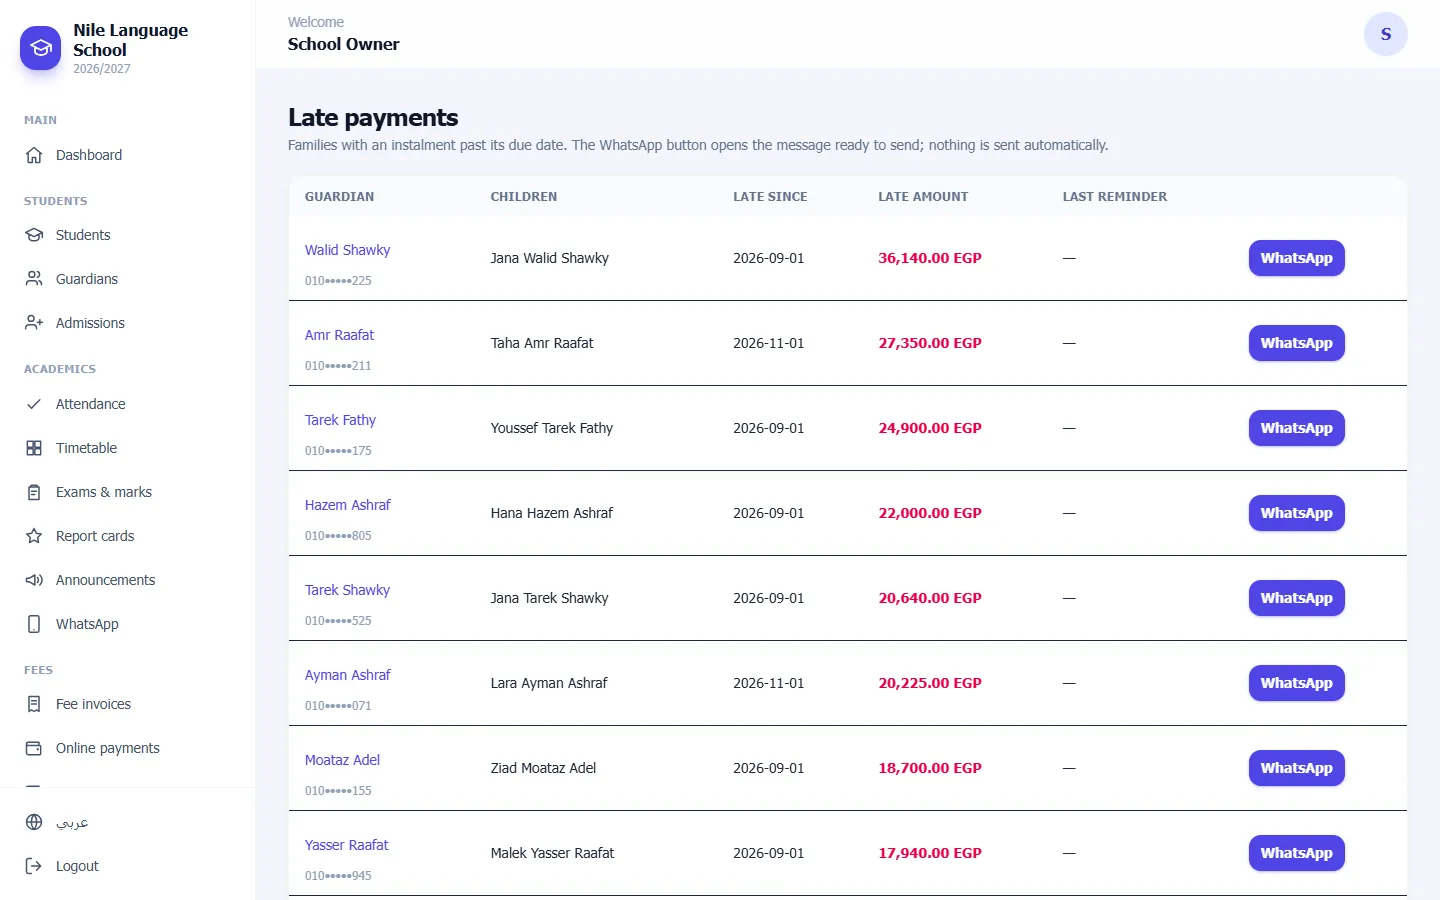 Nile Language
School
2026/2027
MAIN
Dashboard
STUDENTS
Students
Guardians
Admissions
ACADEMICS
Attendance
Timetable
Exams & marks
Report cards
Announcements
WhatsApp
FEES
Fee invoices
Online payments
عربي
Logout
Welcome
School Owner
S
Late payments
Families with an instalment past its due date. The WhatsApp button opens the message ready to send; nothing is sent automatically.
GUARDIAN CHILDREN LATE SINCE LATE AMOUNT LAST REMINDER
Walid Shawky
010•••••225
Jana Walid Shawky 2026-09-01 36,140.00 EGP — WhatsApp
Amr Raafat
010•••••211
Taha Amr Raafat 2026-11-01 27,350.00 EGP — WhatsApp
Tarek Fathy
010•••••175
Youssef Tarek Fathy 2026-09-01 24,900.00 EGP — WhatsApp
Hazem Ashraf
010•••••805
Hana Hazem Ashraf 2026-09-01 22,000.00 EGP — WhatsApp
Tarek Shawky
010•••••525
Jana Tarek Shawky 2026-09-01 20,640.00 EGP — WhatsApp
Ayman Ashraf
010•••••071
Lara Ayman Ashraf 2026-11-01 20,225.00 EGP — WhatsApp
Moataz Adel
010•••••155
Ziad Moataz Adel 2026-09-01 18,700.00 EGP — WhatsApp
Yasser Raafat
010•••••945
Malek Yasser Raafat 2026-09-01 17,940.00 EGP — WhatsApp